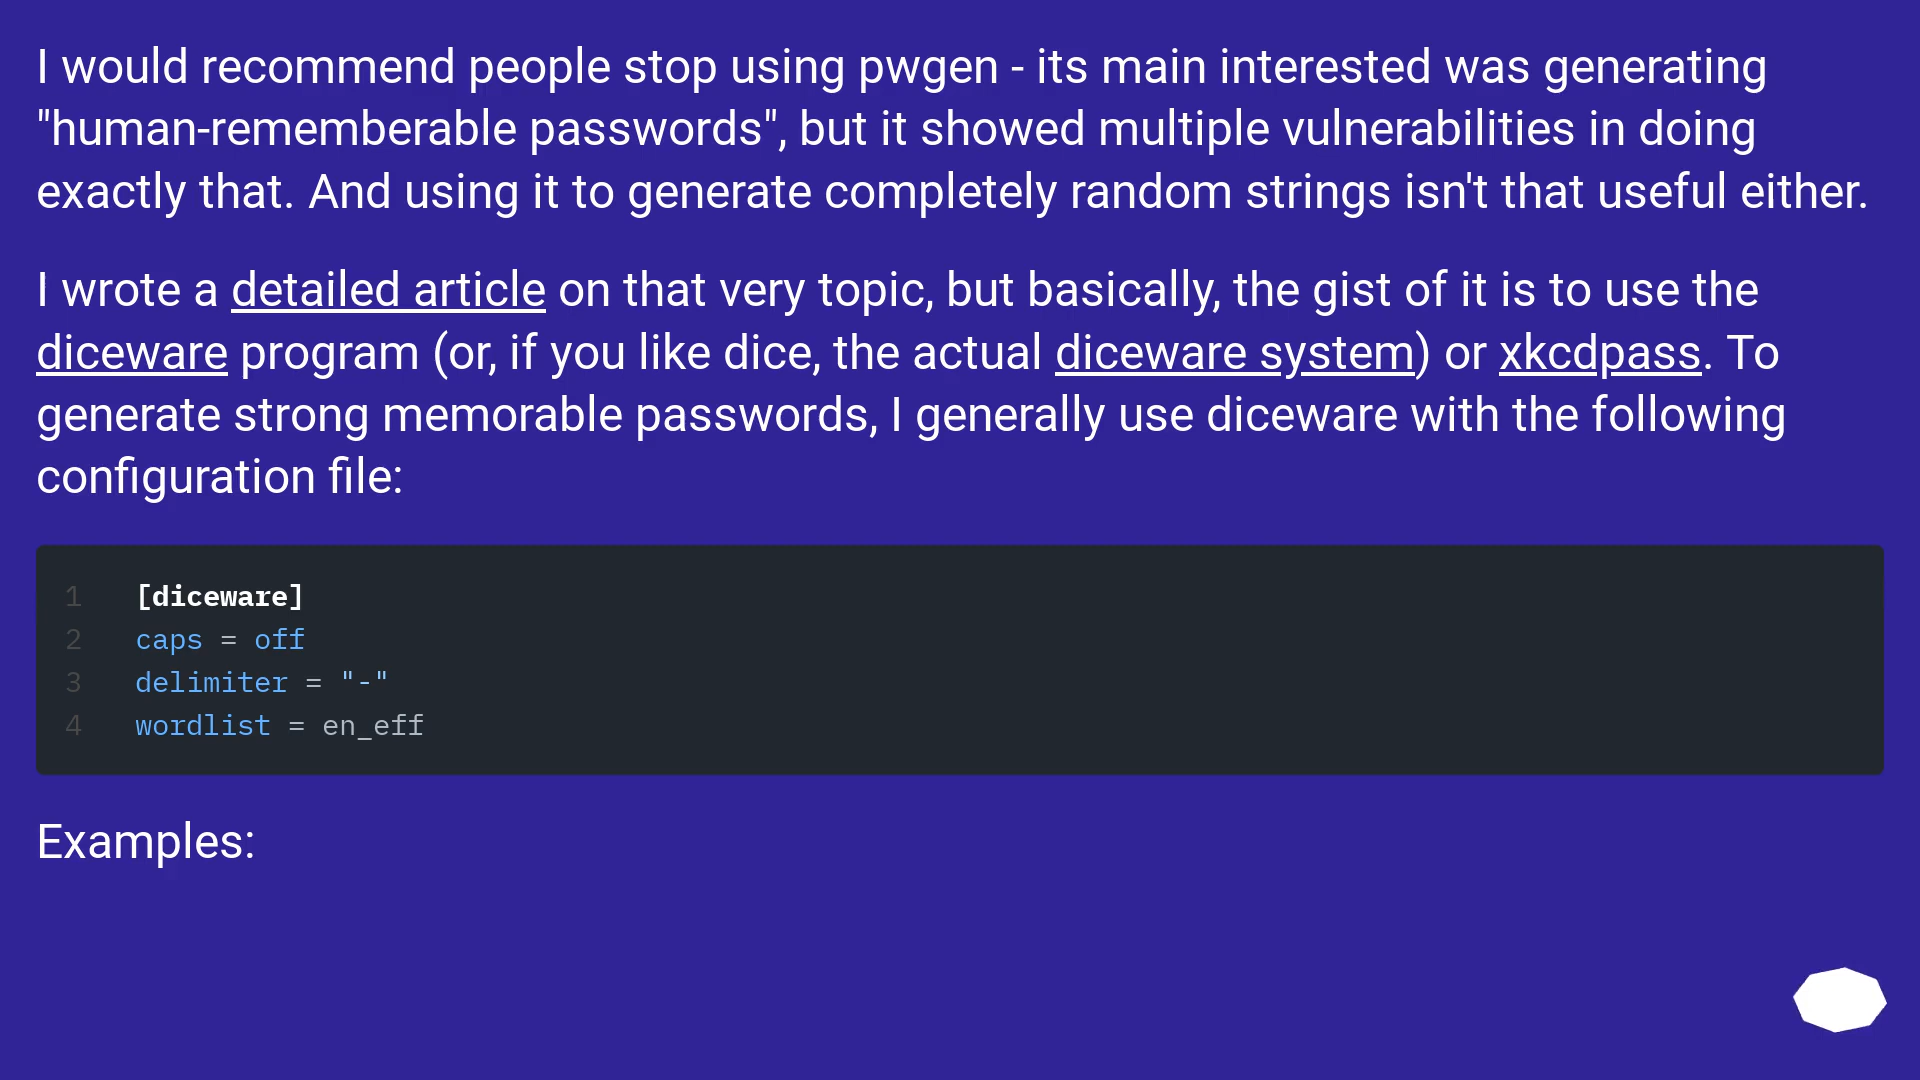 I would recommend people stop using pwgen - its main interested was generating
"human-rememberable passwords", but it showed multiple vulnerabilities in doing
exactly that. And using it to generate completely random strings isn't that useful either.
I wrote a detailed article on that very topic, but basically, the gist of it is to use the
diceware program (or, if you like dice, the actual diceware system) or xkcdpass. To
generate strong memorable passwords, I generally use diceware with the following
configuration file:
1 [diceware]
2 caps = off
3 delimiter = "-"
4 wordlist = en_eff
Examples: